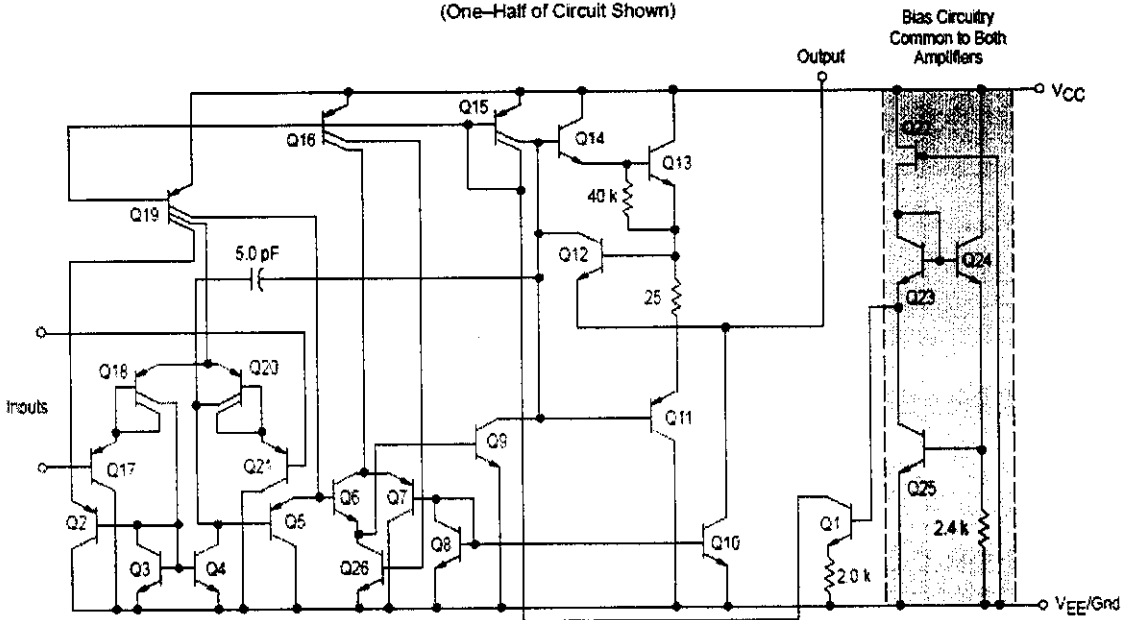 (One–Half of Circuit Shown)
Bias Circuitry
Common to Both
Amplifiers
Output
VCC
Q15
Q22
Q16
Q14
Q13
40 k
Q19
5.0 pF
Q12
Q24
25
Q23
Q18
Q20
Inputs
Q11
Q9
Q17
Q21
Q25
Q6
Q7
Q2
Q5
Q1
Q8
Q10
2.4 k
Q3
Q4
Q26
2.0 k
VEE/Gnd